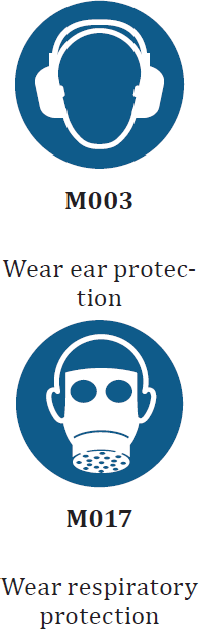 M003
Wear ear protec-
tion
M017
Wear respiratory
protection